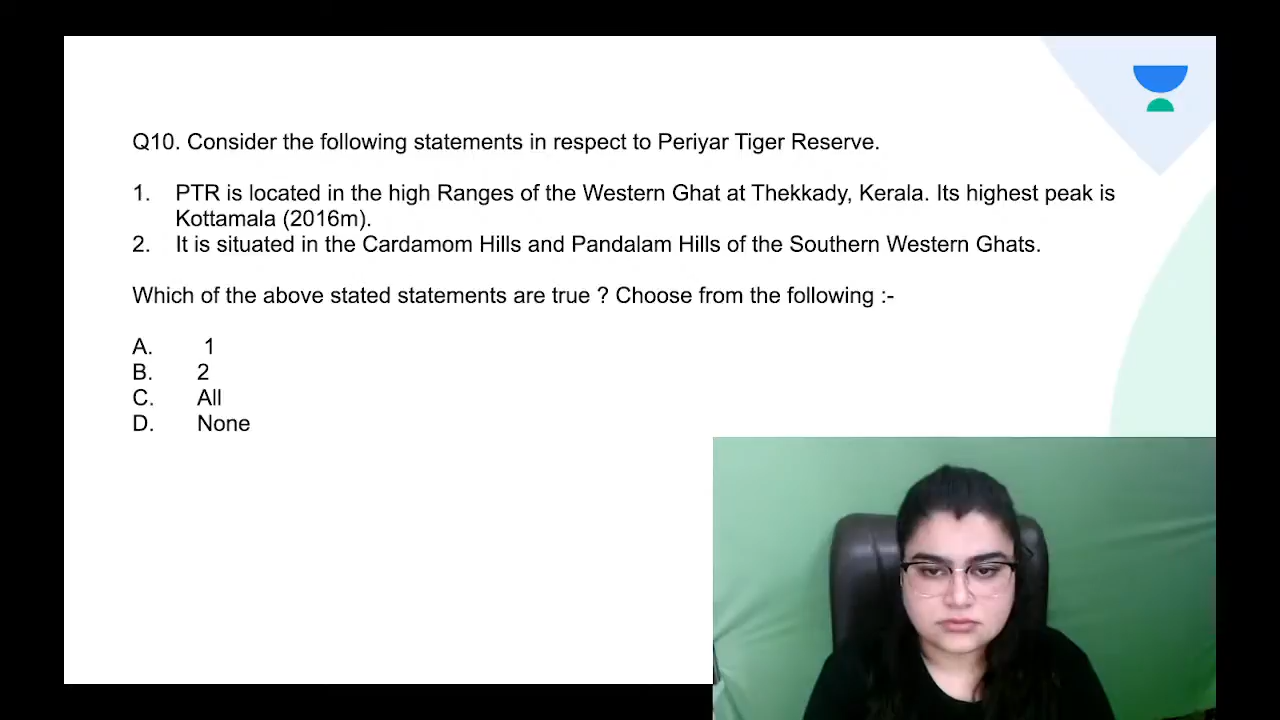 Q10. Consider the following statements in respect to Periyar Tiger Reserve.
1. PTR is located in the high Ranges of the Western Ghat at Thekkady, Kerala. Its highest peak is
Kottamala (2016m).
2. It is situated in the Cardamom Hills and Pandalam Hills of the Southern Western Ghats.
Which of the above stated statements are true ? Choose from the following :-
A. 1
B. 2
C. All
D. None